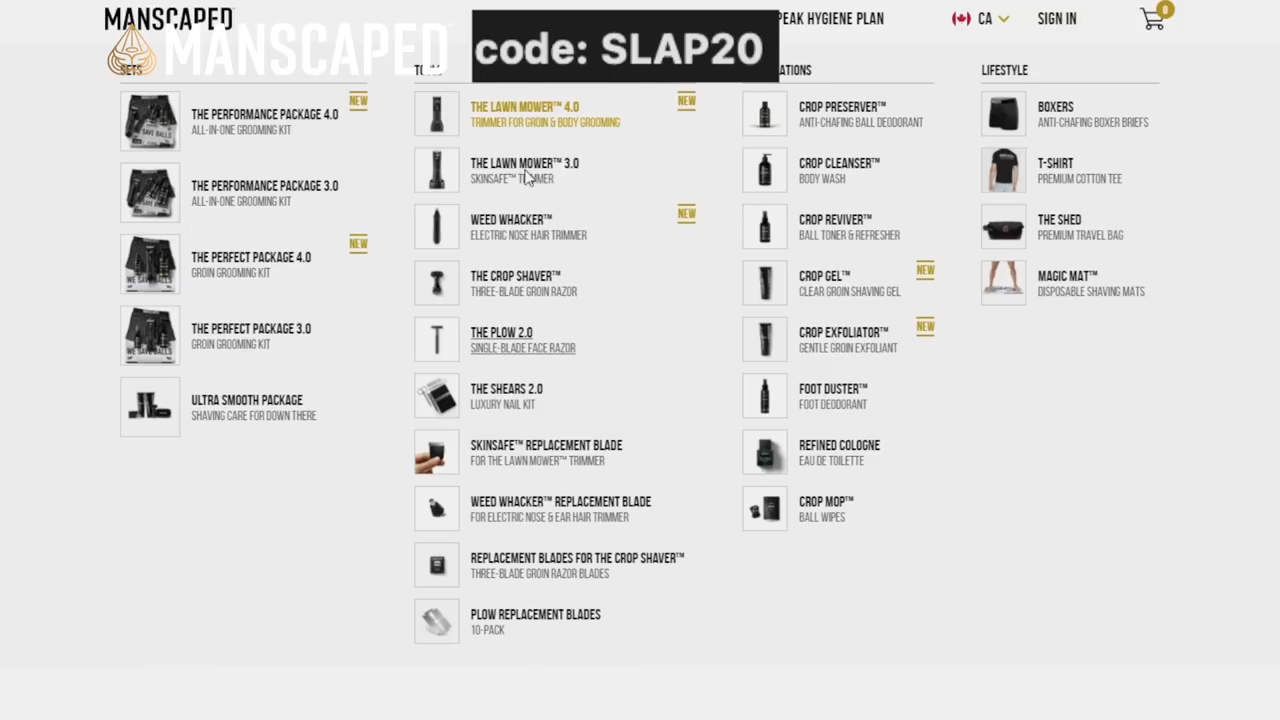 MANSCAPED™
MANSCAPED™
code: SLAP20
PEAK HYGIENE PLAN
CA
SIGN IN
0
SETS
THE PERFORMANCE PACKAGE 4.0
ALL-IN-ONE GROOMING KIT
NEW
THE PERFORMANCE PACKAGE 3.0
ALL-IN-ONE GROOMING KIT
THE PERFECT PACKAGE 4.0
GROIN GROOMING KIT
NEW
THE PERFECT PACKAGE 3.0
GROIN GROOMING KIT
ULTRA SMOOTH PACKAGE
SHAVING CARE FOR DOWN THERE
THE LAWN MOWER™ 4.0
TRIMMER FOR GROIN & BODY GROOMING
NEW
THE LAWN MOWER™ 3.0
SKINSAFE™ TRIMMER
WEED WHACKER™
ELECTRIC NOSE HAIR TRIMMER
NEW
THE CROP SHAVER™
THREE-BLADE GROIN RAZOR
THE PLOW 2.0
SINGLE-BLADE FACE RAZOR
THE SHEARS 2.0
LUXURY NAIL KIT
SKINSAFE™ REPLACEMENT BLADE
FOR THE LAWN MOWER™ TRIMMER
WEED WHACKER™ REPLACEMENT BLADE
FOR ELECTRIC NOSE & EAR HAIR TRIMMER
REPLACEMENT BLADES FOR THE CROP SHAVER™
THREE-BLADE GROIN RAZOR BLADES
PLOW REPLACEMENT BLADES
10-PACK
ATIONS
CROP PRESERVER™
ANTI-CHAFING BALL DEODORANT
CROP CLEANSER™
BODY WASH
CROP REVIVER™
BALL TONER & REFRESHER
CROP GEL™
CLEAR GROIN SHAVING GEL
NEW
CROP EXFOLIATOR™
GENTLE GROIN EXFOLIANT
NEW
FOOT DUSTER™
FOOT DEODORANT
REFINED COLOGNE
EAU DE TOILETTE
CROP MOP™
BALL WIPES
LIFESTYLE
BOXERS
ANTI-CHAFING BOXER BRIEFS
T-SHIRT
PREMIUM COTTON TEE
THE SHED
PREMIUM TRAVEL BAG
MAGIC MAT™
DISPOSABLE SHAVING MATS